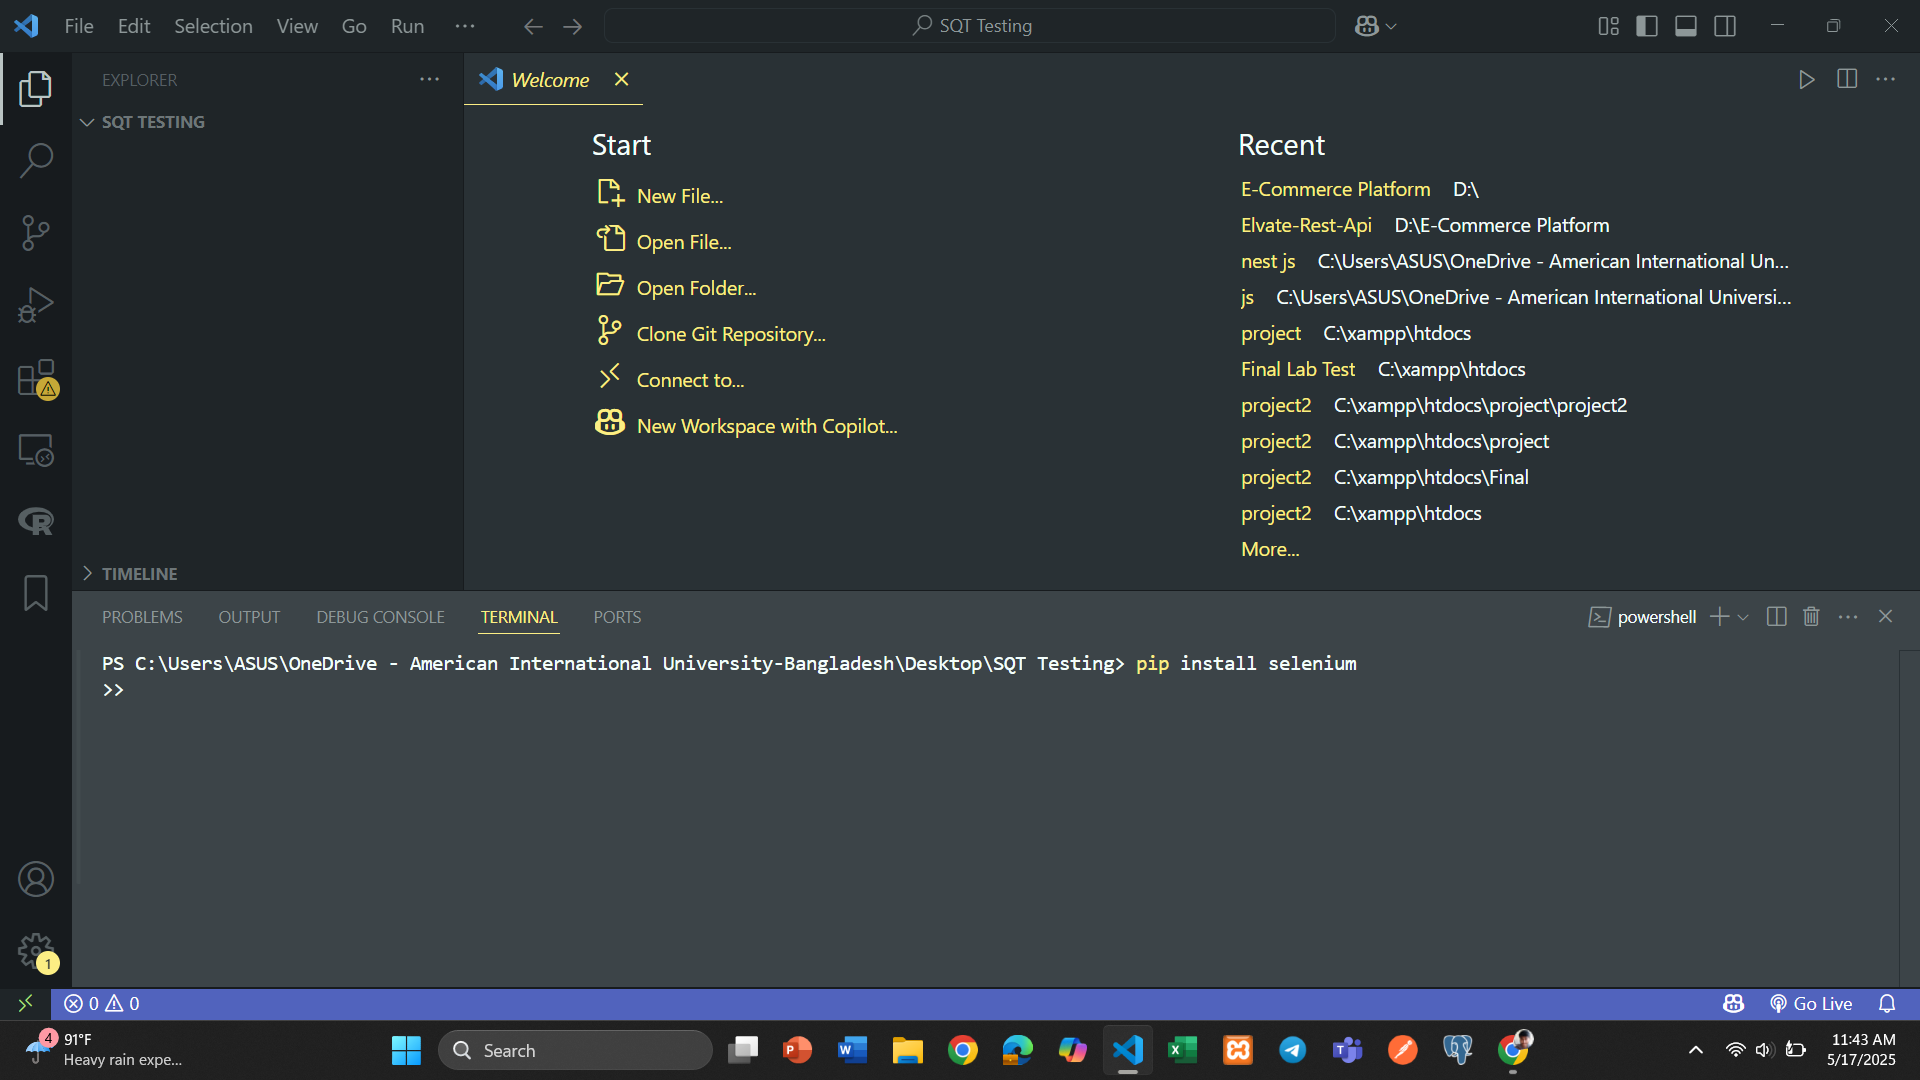 File Edit Selection View Go Run
SQT Testing
EXPLORER
SQT TESTING
TIMELINE
Welcome
Start
New File...
Open File...
Open Folder...
Clone Git Repository...
Connect to...
New Workspace with Copilot...
Recent
E-Commerce Platform D:\
Elvate-Rest-Api D:\E-Commerce Platform
nest js C:\Users\ASUS\OneDrive - American International Un...
js C:\Users\ASUS\OneDrive - American International Universi...
project C:\xampp\htdocs
Final Lab Test C:\xampp\htdocs
project2 C:\xampp\htdocs\project\project2
project2 C:\xampp\htdocs\project
project2 C:\xampp\htdocs\Final
project2 C:\xampp\htdocs
More...
PROBLEMS OUTPUT DEBUG CONSOLE TERMINAL PORTS
powershell
PS C:\Users\ASUS\OneDrive - American International University-Bangladesh\Desktop\SQT Testing> pip install selenium
>>
1
0 0
Go Live
4
91°F
Heavy rain expe...
Search
11:43 AM
5/17/2025